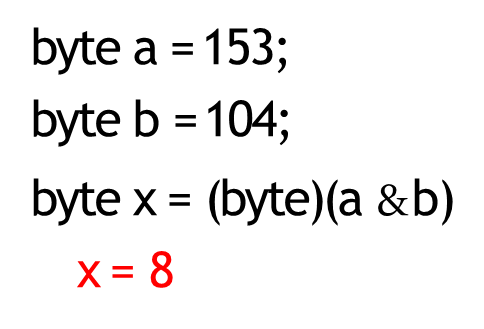 byte a = 153;
byte b = 104;
byte x = (byte)(a & b)
x = 8